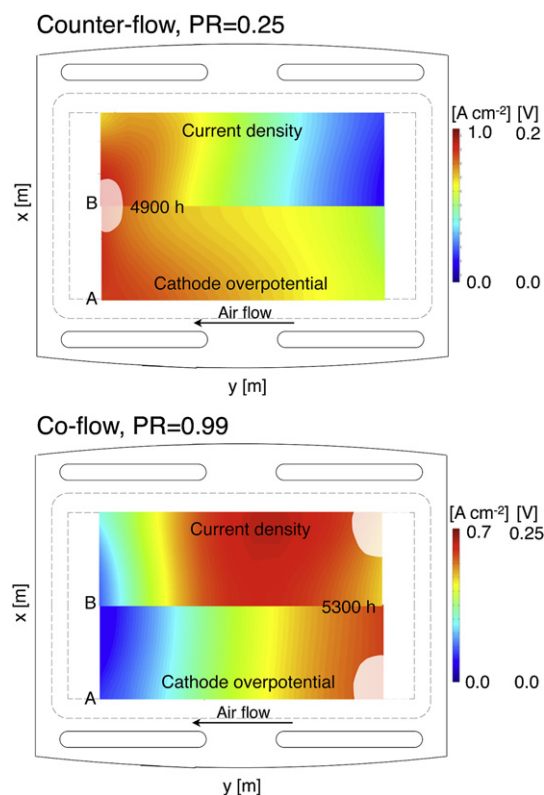 Counter-flow, PR=0.25
[A cm-2] [V]
Current density
1.0 0.2
x [m]
B
4900 h
Cathode overpotential
0.0 0.0
A
Air flow
y [m]
Co-flow, PR=0.99
[A cm-2] [V]
Current density
0.7 0.25
x [m]
B
5300 h
Cathode overpotential
0.0 0.0
A
Air flow
y [m]